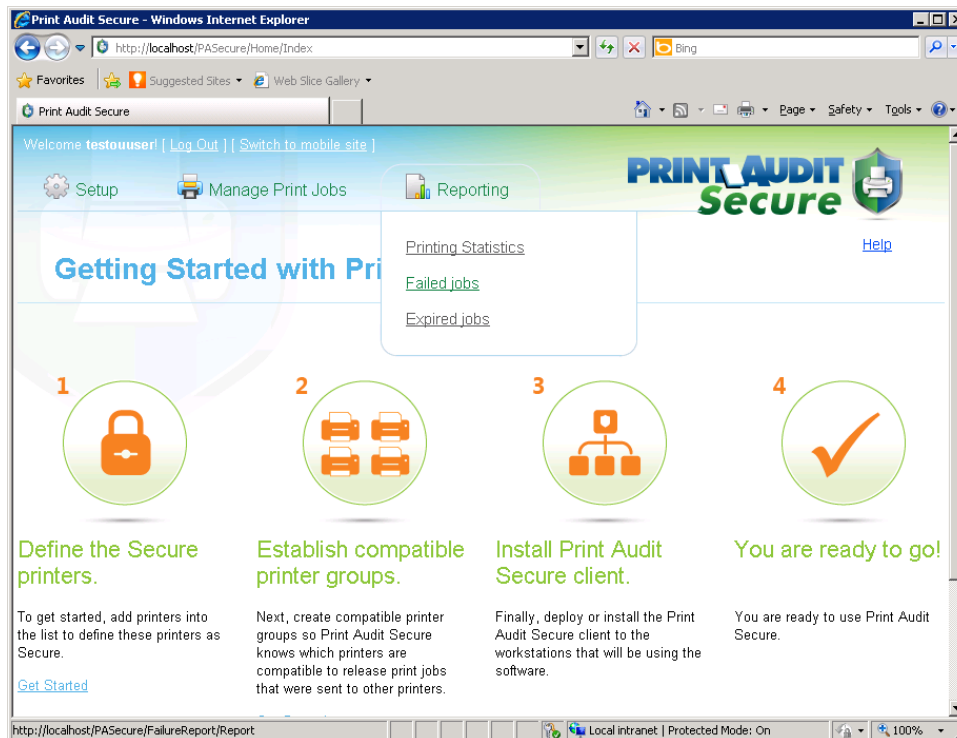 Print Audit Secure - Windows Internet Explorer
http://localhost/PASecure/Home/Index
Bing
Favorites
Suggested Sites
Web Slice Gallery
Print Audit Secure
Page
Safety
Tools
Welcome testouuser! [ Log Out ] [ Switch to mobile site ]
Setup
Manage Print Jobs
Reporting
PRINT AUDIT
Secure
Printing Statistics
Failed jobs
Expired jobs
Help
Getting Started with Pri
1
2
3
4
Define the Secure
printers.
To get started, add printers into
the list to define these printers as
Secure.
Get Started
Establish compatible
printer groups.
Next, create compatible printer
groups so Print Audit Secure
knows which printers are
compatible to release print jobs
that were sent to other printers.
Install Print Audit
Secure client.
Finally, deploy or install the Print
Audit Secure client to the
workstations that will be using the
software.
You are ready to go!
You are ready to use Print Audit
Secure.
http://localhost/PASecure/FailureReport/Report
Local intranet | Protected Mode: On
100%